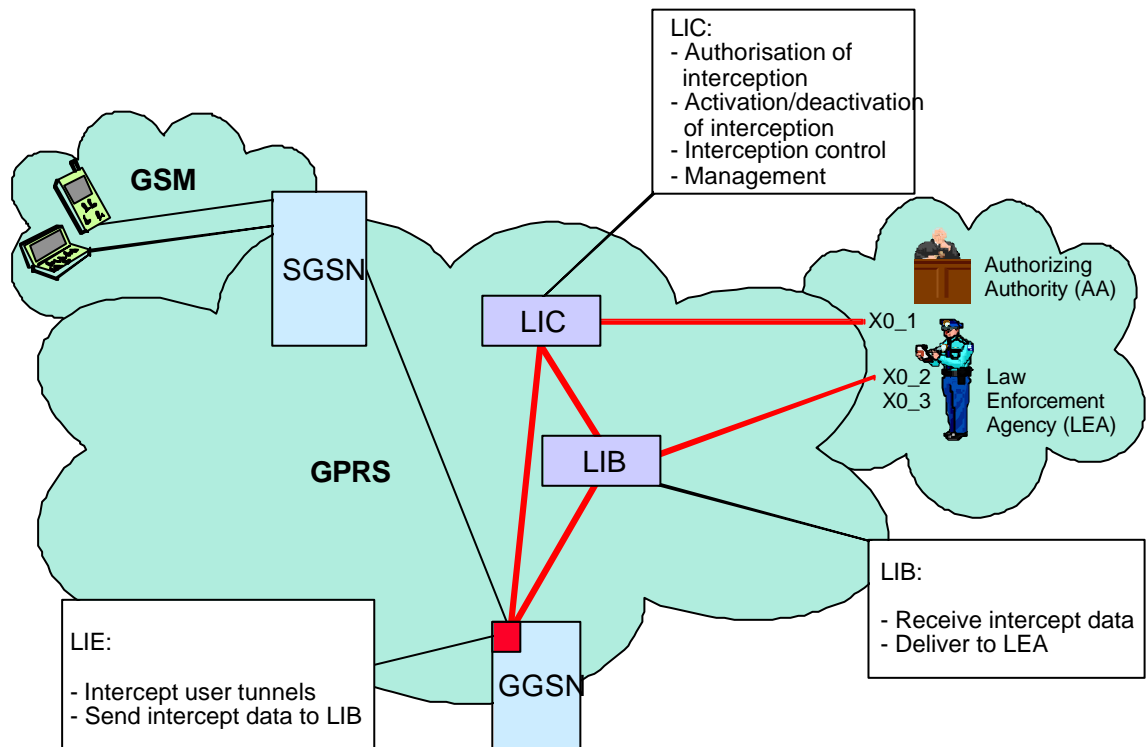 LIC:
- Authorisation of
interception
- Activation/deactivation
of interception
- Interception control
- Management
GSM
SGSN
Authorizing
Authority (AA)
LIC
X0_1
X0_2
X0_3
Law
Enforcement
Agency (LEA)
LIB
GPRS
LIB:
- Receive intercept data
- Deliver to LEA
LIE:
- Intercept user tunnels
- Send intercept data to LIB
GGSN